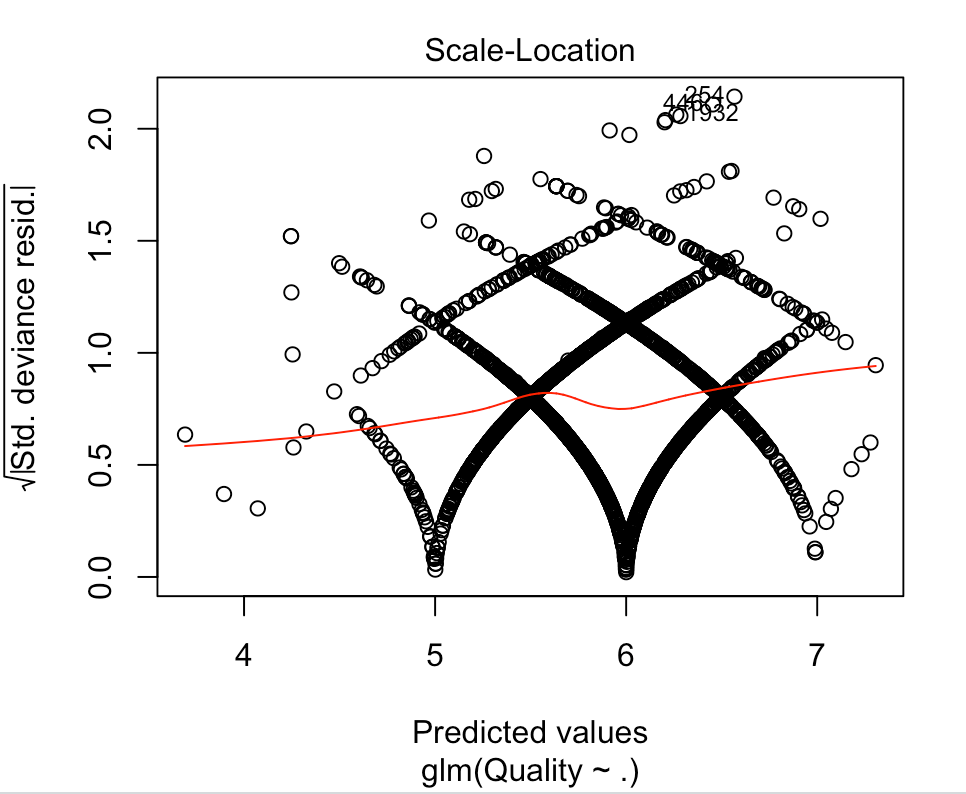 Scale-Location
√|Std. deviance resid.|
2.0
1.5
1.0
0.5
0.0
254
446
1932
4 5 6 7
Predicted values
glm(Quality ~ .)